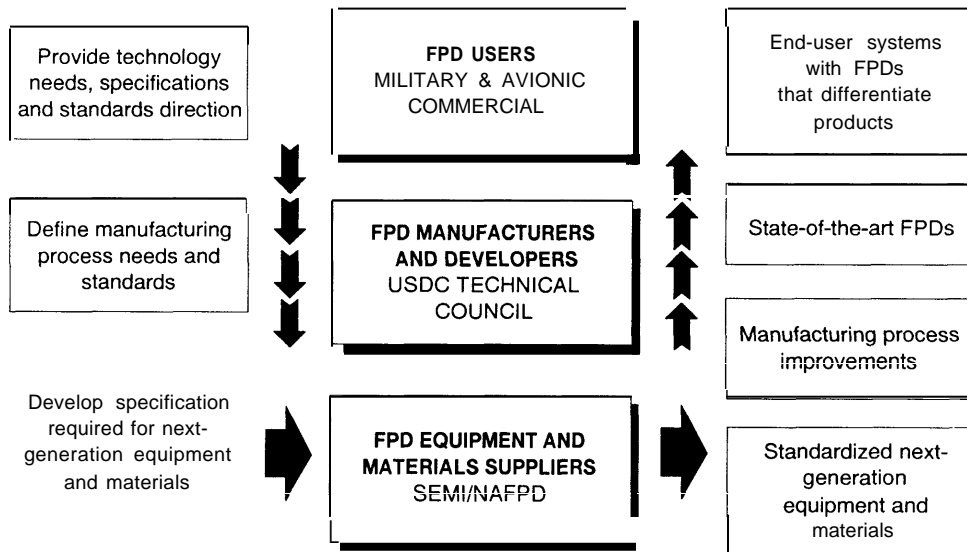 Provide technology
needs, specifications
and standards direction
Define manufacturing
process needs and
standards
Develop specification
required for next-
generation equipment
and materials
FPD USERS
MILITARY & AVIONIC
COMMERCIAL
FPD MANUFACTURERS
AND DEVELOPERS
USDC TECHNICAL
COUNCIL
FPD EQUIPMENT AND
MATERIALS SUPPLIERS
SEMI/NAFPD
End-user systems
with FPDs
that differentiate
products
State-of-the-art FPDs
Manufacturing process
improvements
Standardized next-
generation
equipment and
materials